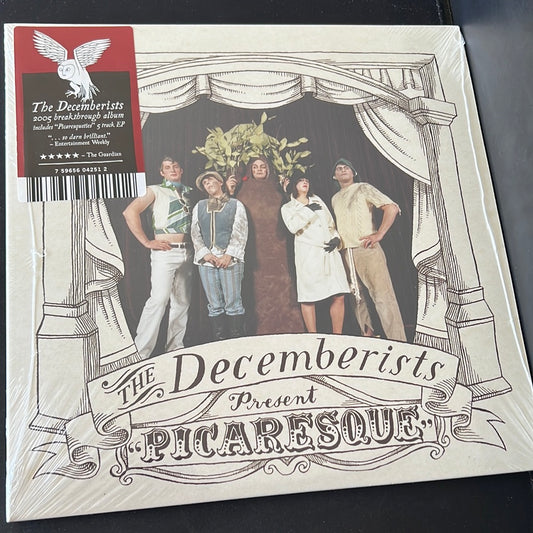 The Decemberists
2005 breakthrough album
includes "Picaresqueties" 5 track EP
"... so darn brilliant."
– Entertainment Weekly
★★★★★ – The Guardian
7 59656 04251 2
THE Decemberists
Present
"PICARESQUE"